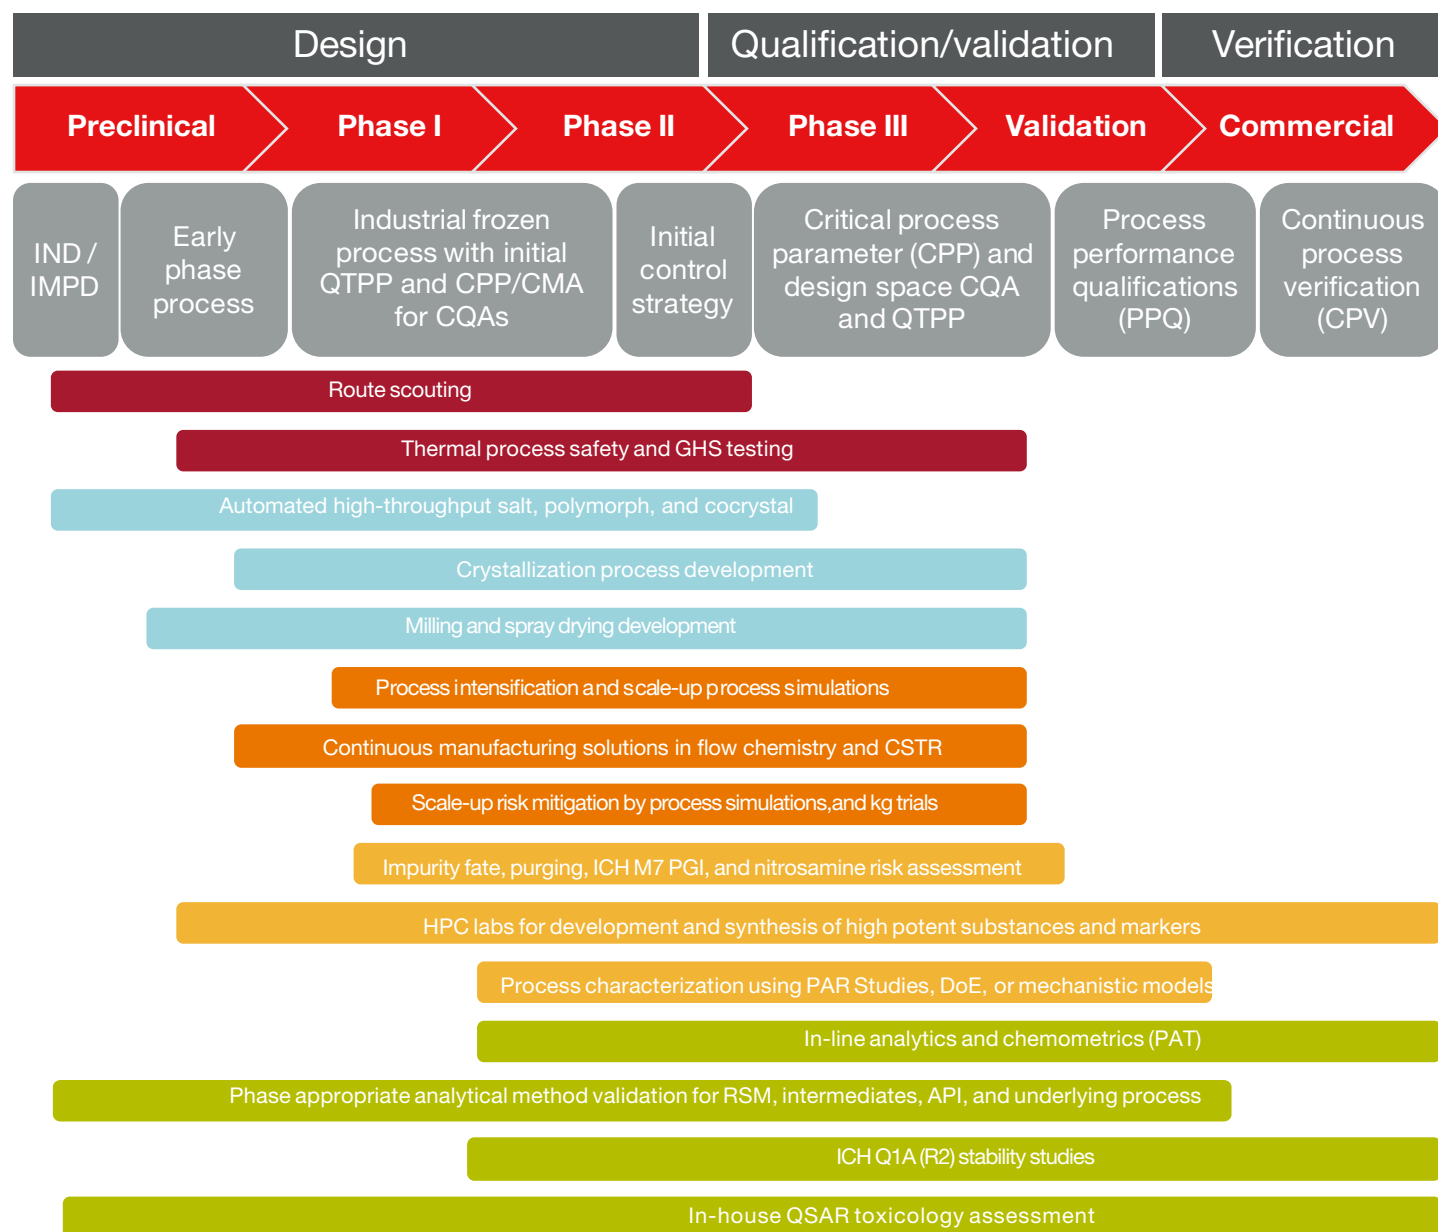 Design
Qualification/validation
Verification
Preclinical
Phase I
Phase II
Phase III
Validation
Commercial
IND /
IMPD
Early
phase
process
Industrial frozen
process with initial
QTPP and CPP/CMA
for CQAs
Initial
control
strategy
Critical process
parameter (CPP) and
design space CQA
and QTPP
Process
performance
qualifications
(PPQ)
Continuous
process
verification
(CPV)
Route scouting
Thermal process safety and GHS testing
Automated high-throughput salt, polymorph, and cocrystal
Crystallization process development
Milling and spray drying development
Process intensification and scale-up process simulations
Continuous manufacturing solutions in flow chemistry and CSTR
Scale-up risk mitigation by process simulations,and kg trials
Impurity fate, purging, ICH M7 PGI, and nitrosamine risk assessment
HPC labs for development and synthesis of high potent substances and markers
Process characterization using PAR Studies, DoE, or mechanistic models
In-line analytics and chemometrics (PAT)
Phase appropriate analytical method validation for RSM, intermediates, API, and underlying process
ICH Q1A (R2) stability studies
In-house QSAR toxicology assessment